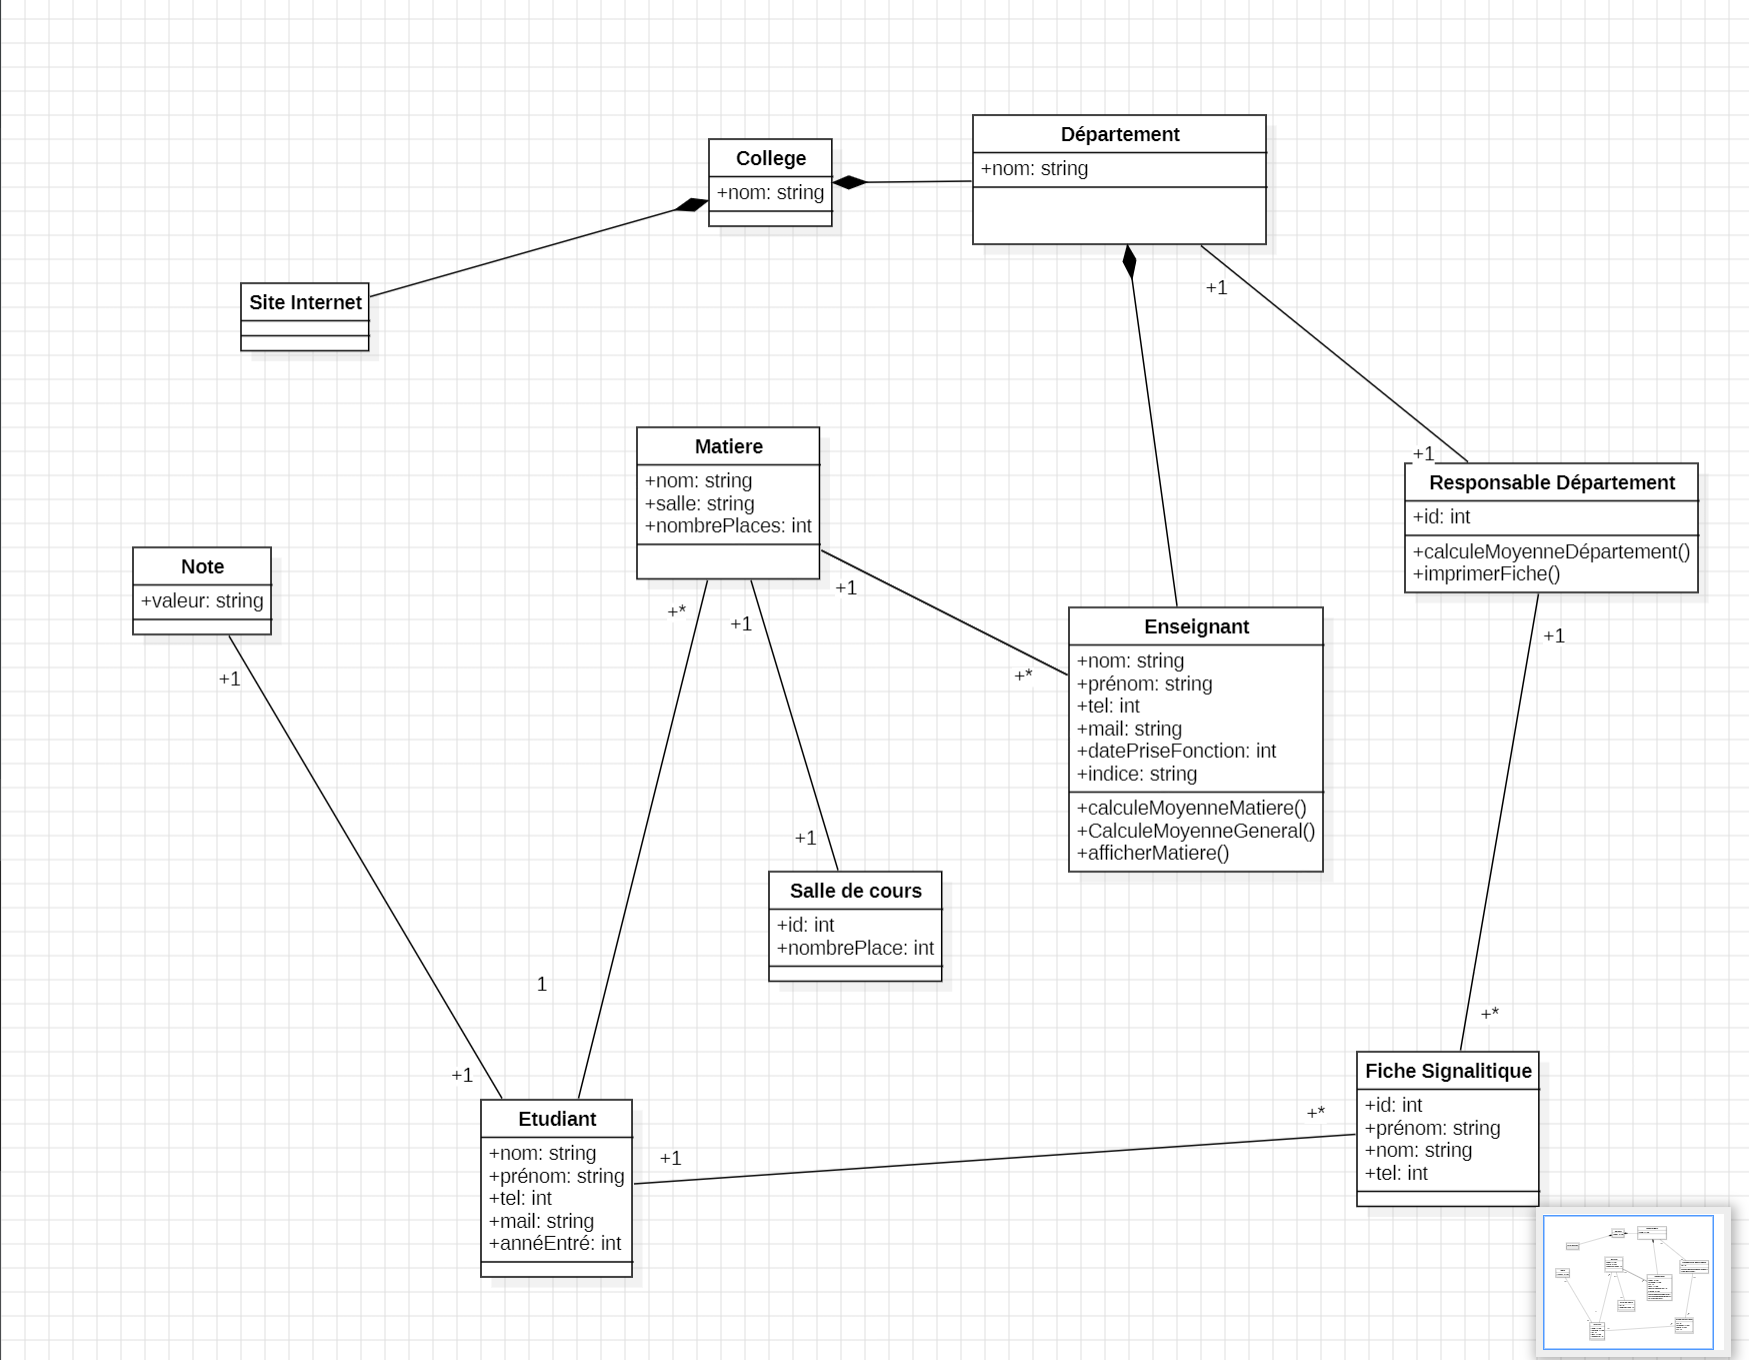 Département
+nom: string
College
+nom: string
Site Internet
+1
+1
Responsable Département
+id: int
+calculeMoyenneDépartement()
+imprimerFiche()
Matiere
+nom: string
+salle: string
+nombrePlaces: int
Note
+valeur: string
+*
+1
+1
+*
+1
+1
Enseignant
+nom: string
+prénom: string
+tel: int
+mail: string
+datePriseFonction: int
+indice: string
+calculeMoyenneMatiere()
+CalculeMoyenneGeneral()
+afficherMatiere()
+1
Salle de cours
+id: int
+nombrePlace: int
1
+*
+1
Fiche Signalitique
+id: int
+prénom: string
+nom: string
+tel: int
+*
+1
Etudiant
+nom: string
+prénom: string
+tel: int
+mail: string
+annéEntré: int